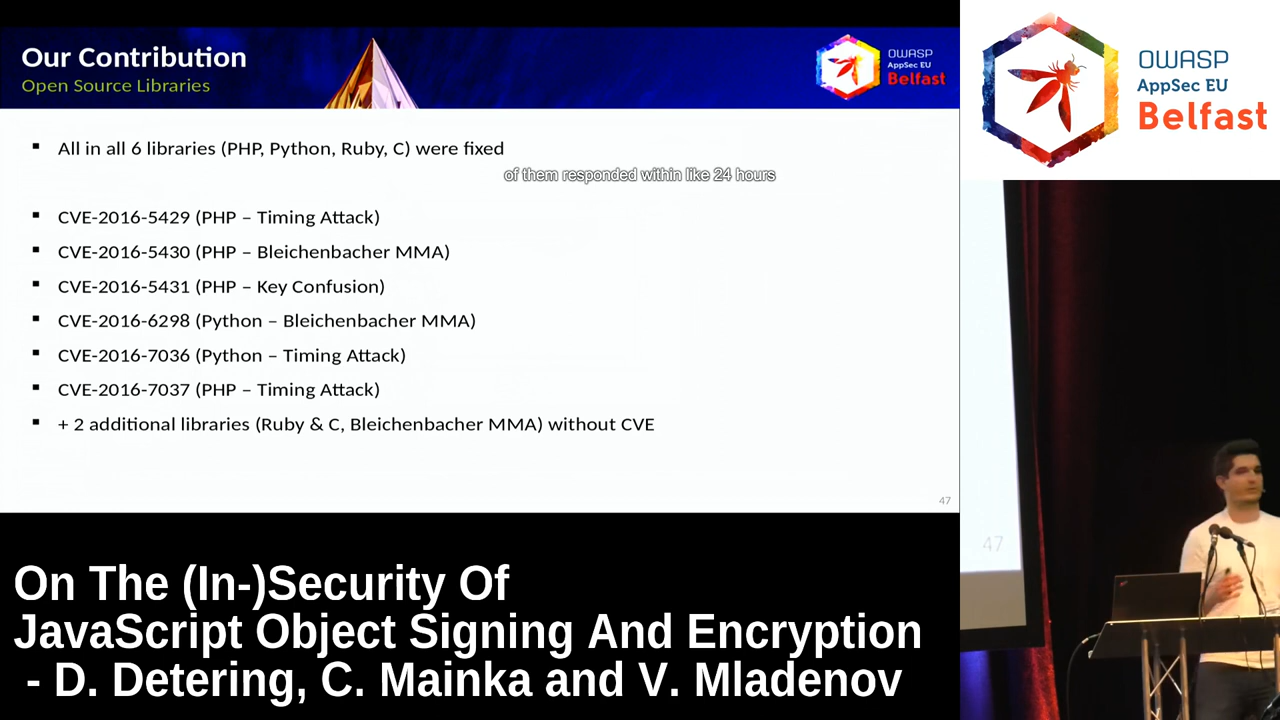 Our Contribution
Open Source Libraries
OWASP
AppSec EU
Belfast
All in all 6 libraries (PHP, Python, Ruby, C) were fixed
of them responded within like 24 hours
CVE-2016-5429 (PHP – Timing Attack)
CVE-2016-5430 (PHP – Bleichenbacher MMA)
CVE-2016-5431 (PHP – Key Confusion)
CVE-2016-6298 (Python – Bleichenbacher MMA)
CVE-2016-7036 (Python – Timing Attack)
CVE-2016-7037 (PHP – Timing Attack)
+ 2 additional libraries (Ruby & C, Bleichenbacher MMA) without CVE
47
OWASP
AppSec EU
Belfast
47
On The (In-)Security Of
JavaScript Object Signing And Encryption
- D. Detering, C. Mainka and V. Mladenov